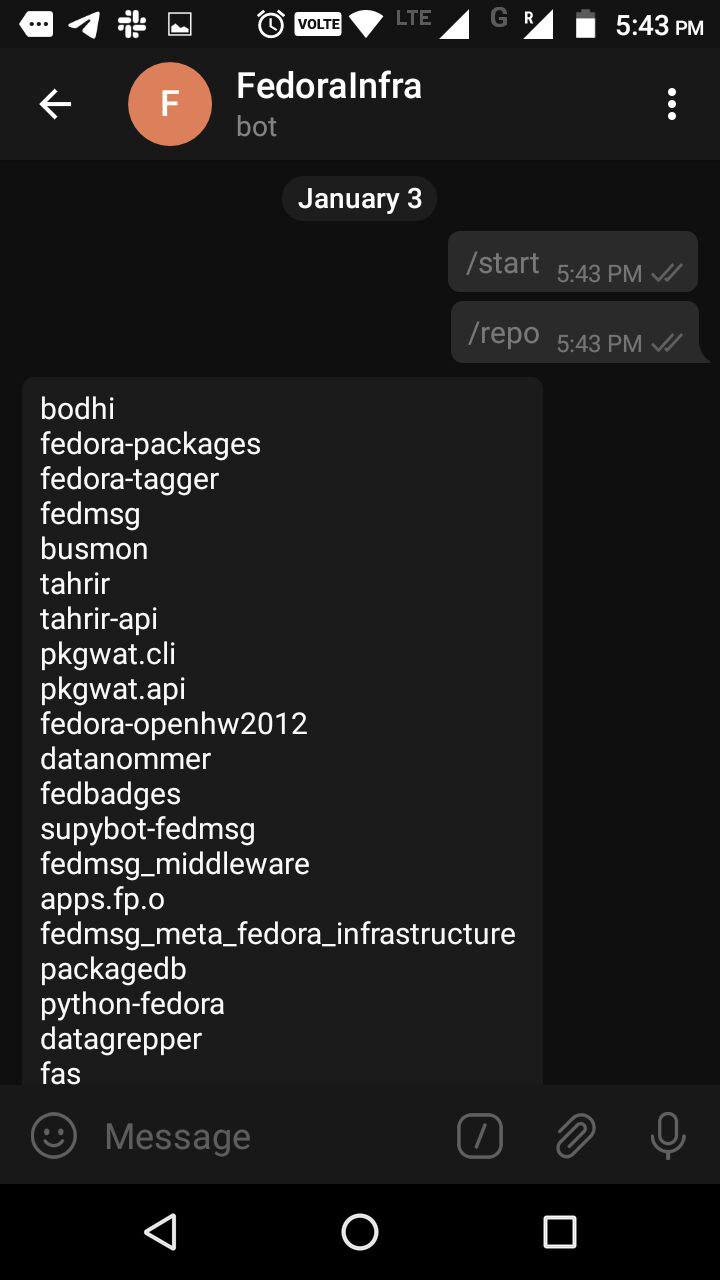 VOLTE LTE G R 5:43 PM
F
FedoraInfra
bot
January 3
/start 5:43 PM
/repo 5:43 PM
bodhi
fedora-packages
fedora-tagger
fedmsg
busmon
tahrir
tahrir-api
pkgwat.cli
pkgwat.api
fedora-openhw2012
datanommer
fedbadges
supybot-fedmsg
fedmsg_middleware
apps.fp.o
fedmsg_meta_fedora_infrastructure
packagedb
python-fedora
datagrepper
fas
Message